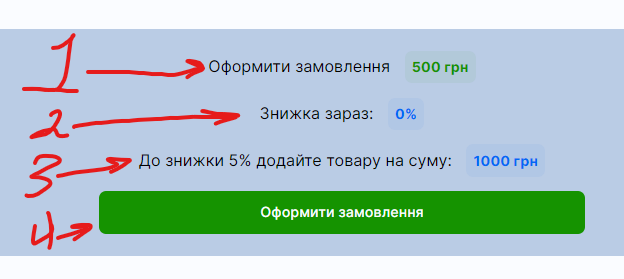 1 Оформити замовлення 500 грн
2 Знижка зараз: 0%
3 До знижки 5% додайте товару на суму: 1000 грн
4 Оформити замовлення